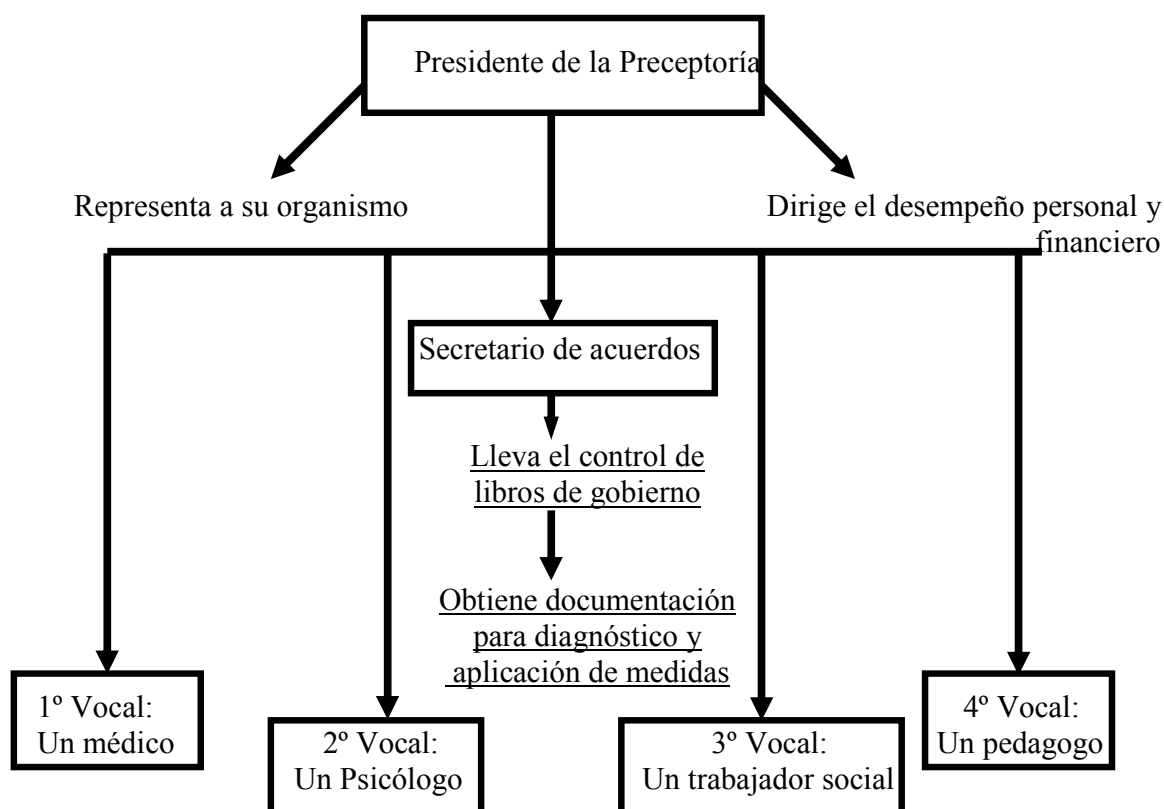 Presidente de la Preceptoría
Representa a su organismo
Dirige el desempeño personal y
financiero
Secretario de acuerdos
Lleva el control de
libros de gobierno
Obtiene documentación
para diagnóstico y
aplicación de medidas
1º Vocal:
Un médico
2º Vocal:
Un Psicólogo
3º Vocal:
Un trabajador social
4º Vocal:
Un pedagogo